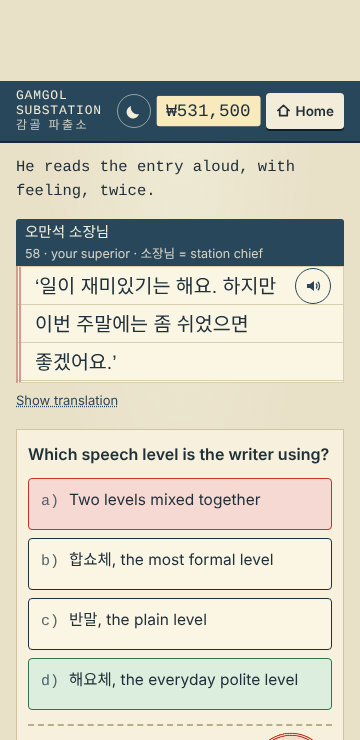 GAMGOL
SUBSTATION
감골 파출소
₩531,500
Home
He reads the entry aloud, with
feeling, twice.
오만석 소장님
58 · your superior · 소장님 = station chief
‘일이 재미있기는 해요. 하지만
이번 주말에는 좀 쉬었으면
좋겠어요.’
Show translation
Which speech level is the writer using?
a) Two levels mixed together
b) 합쇼체, the most formal level
c) 반말, the plain level
d) 해요체, the everyday polite level